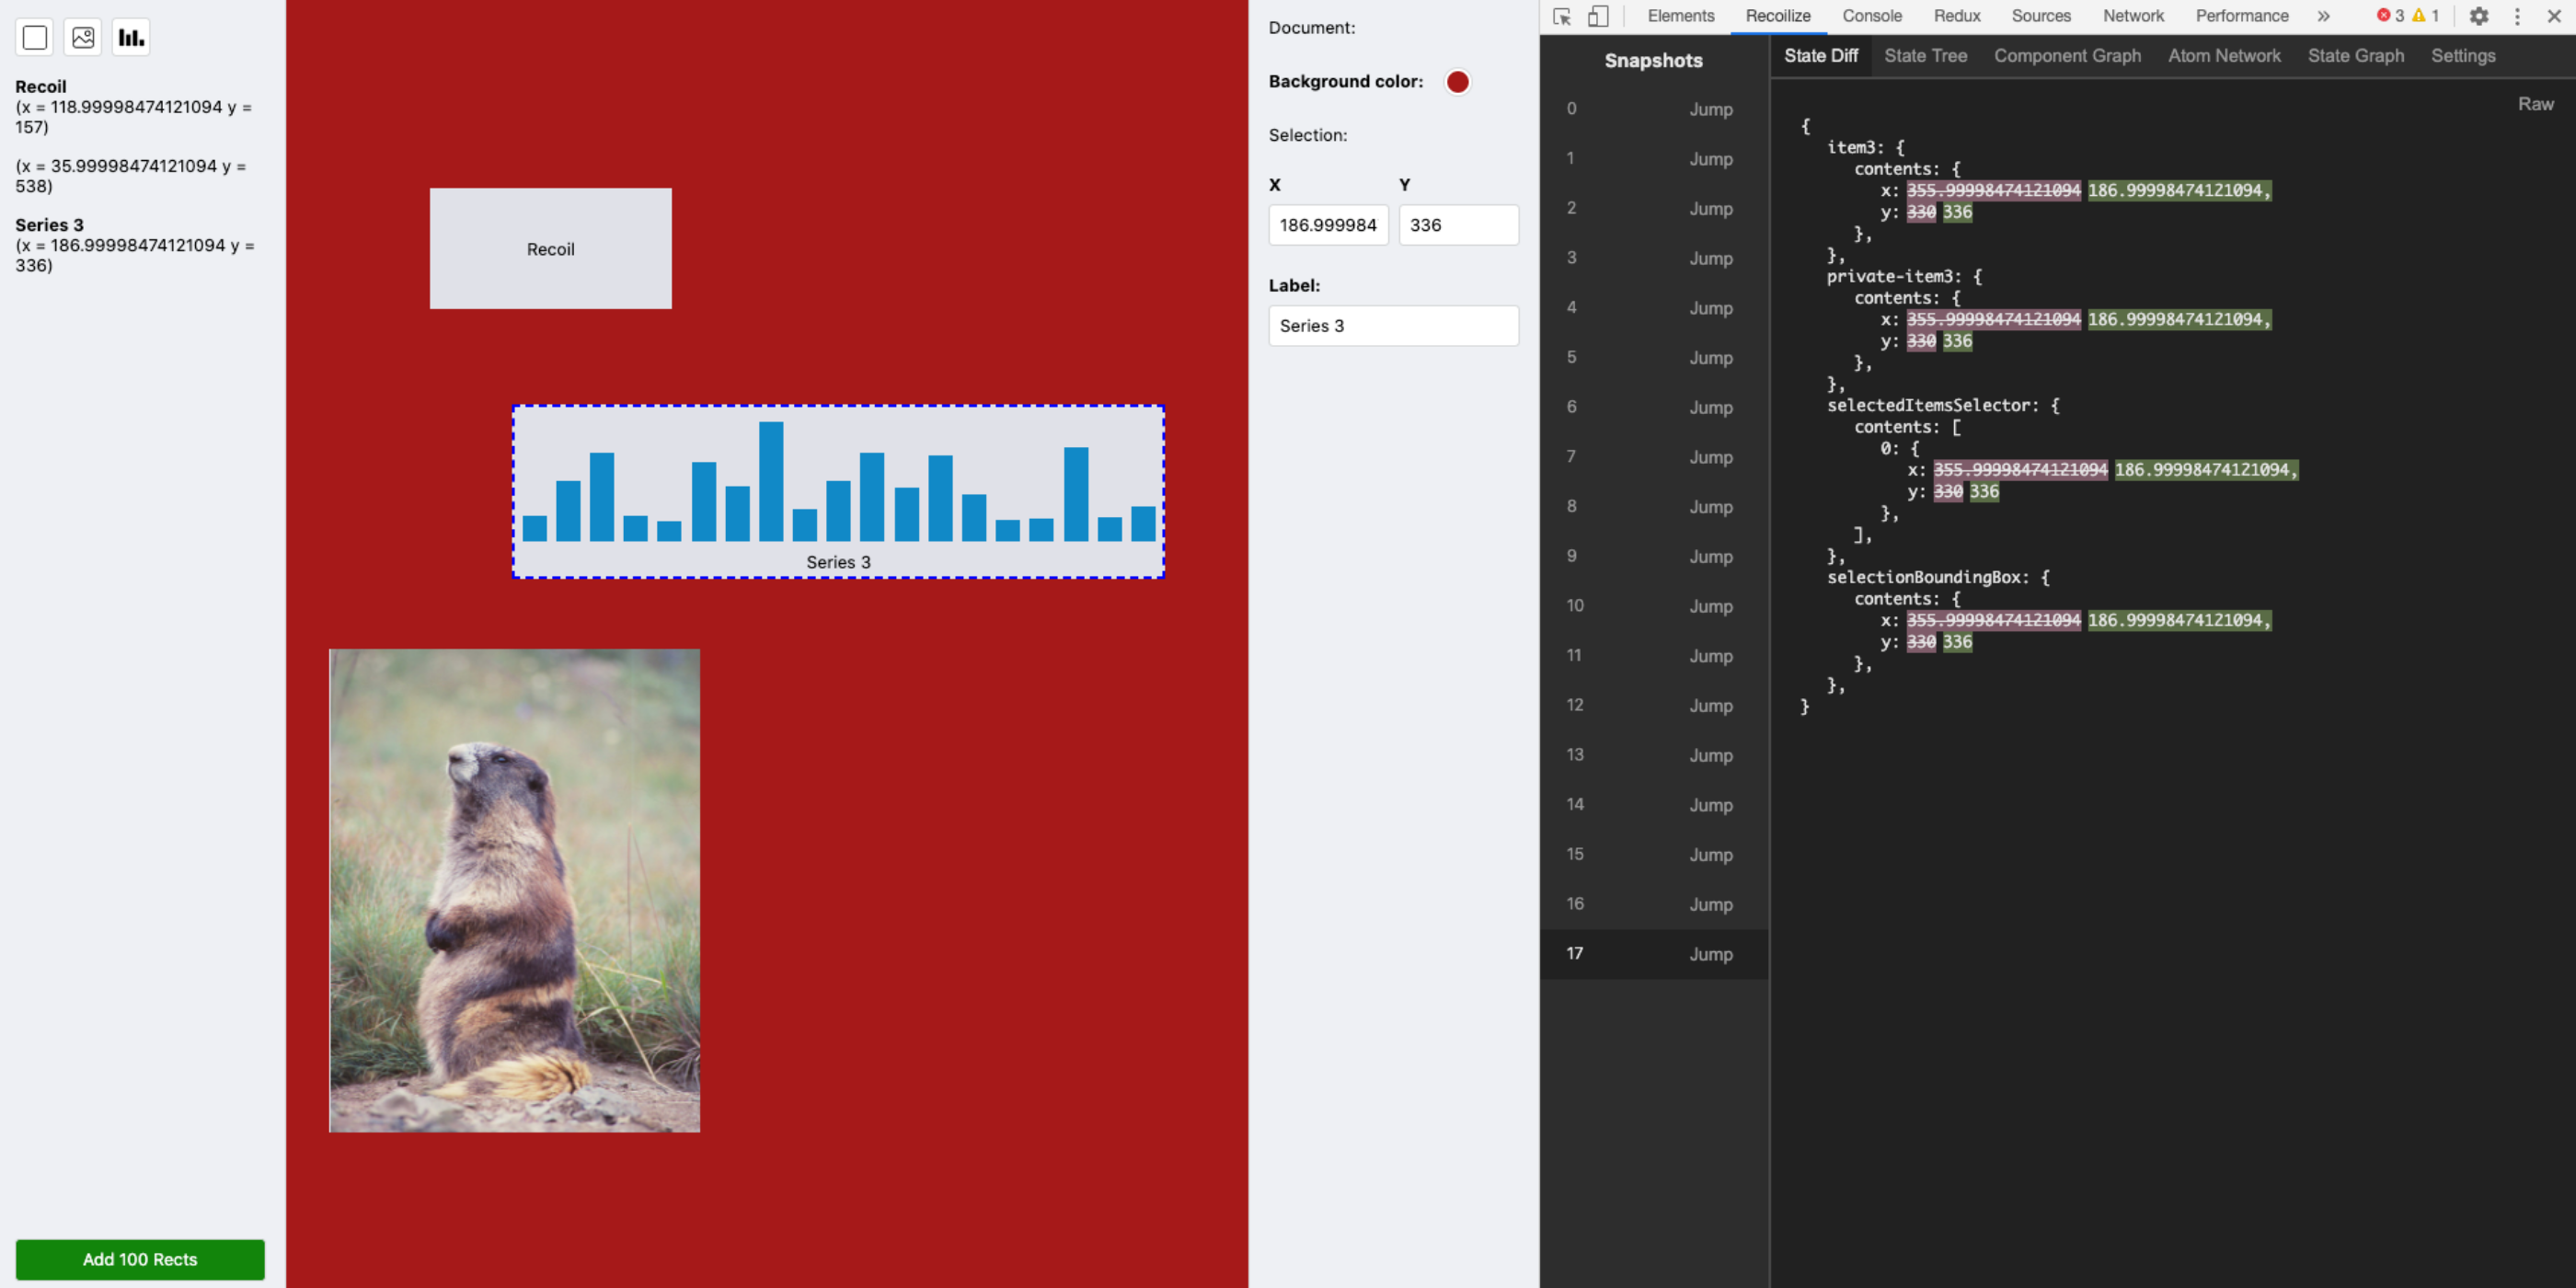 Recoil
(x = 118.99998474121094 y =
157)
(x = 35.99998474121094 y =
538)
Series 3
(x = 186.99998474121094 y =
336)
Add 100 Rects
Recoil
Series 3
Document:
Background color:
Selection:
X Y
186.999984 336
Label:
Series 3
Elements Recoilize Console Redux Sources Network Performance » 3 1
Snapshots
0 Jump
1 Jump
2 Jump
3 Jump
4 Jump
5 Jump
6 Jump
7 Jump
8 Jump
9 Jump
10 Jump
11 Jump
12 Jump
13 Jump
14 Jump
15 Jump
16 Jump
17 Jump
State Diff State Tree Component Graph Atom Network State Graph Settings
Raw
{
item3: {
contents: {
x: 355.99998474121094 186.99998474121094,
y: 330 336
},
},
private-item3: {
contents: {
x: 355.99998474121094 186.99998474121094,
y: 330 336
},
},
selectedItemsSelector: {
contents: [
0: {
x: 355.99998474121094 186.99998474121094,
y: 330 336
},
],
},
selectionBoundingBox: {
contents: {
x: 355.99998474121094 186.99998474121094,
y: 330 336
},
},
}